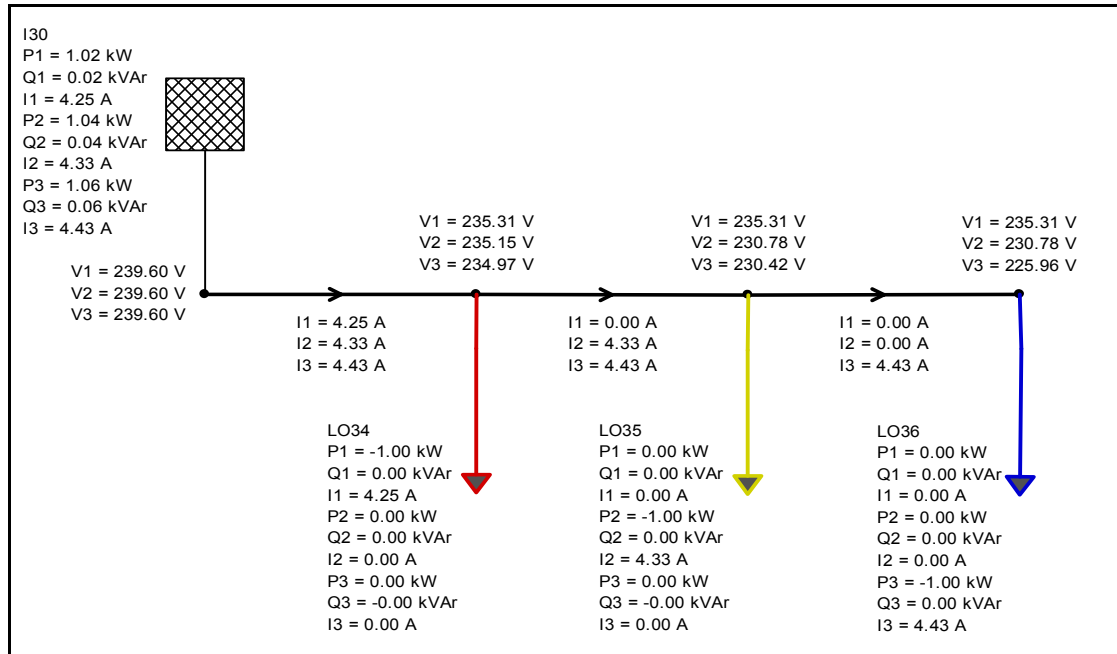 I30
P1 = 1.02 kW
Q1 = 0.02 kVAr
I1 = 4.25 A
P2 = 1.04 kW
Q2 = 0.04 kVAr
I2 = 4.33 A
P3 = 1.06 kW
Q3 = 0.06 kVAr
I3 = 4.43 A
V1 = 239.60 V
V2 = 239.60 V
V3 = 239.60 V
V1 = 235.31 V
V2 = 235.15 V
V3 = 234.97 V
V1 = 235.31 V
V2 = 230.78 V
V3 = 230.42 V
V1 = 235.31 V
V2 = 230.78 V
V3 = 225.96 V
I1 = 4.25 A
I2 = 4.33 A
I3 = 4.43 A
I1 = 0.00 A
I2 = 4.33 A
I3 = 4.43 A
I1 = 0.00 A
I2 = 0.00 A
I3 = 4.43 A
LO34
P1 = -1.00 kW
Q1 = 0.00 kVAr
I1 = 4.25 A
P2 = 0.00 kW
Q2 = 0.00 kVAr
I2 = 0.00 A
P3 = 0.00 kW
Q3 = -0.00 kVAr
I3 = 0.00 A
LO35
P1 = 0.00 kW
Q1 = 0.00 kVAr
I1 = 0.00 A
P2 = -1.00 kW
Q2 = 0.00 kVAr
I2 = 4.33 A
P3 = 0.00 kW
Q3 = -0.00 kVAr
I3 = 0.00 A
LO36
P1 = 0.00 kW
Q1 = 0.00 kVAr
I1 = 0.00 A
P2 = 0.00 kW
Q2 = 0.00 kVAr
I2 = 0.00 A
P3 = -1.00 kW
Q3 = 0.00 kVAr
I3 = 4.43 A